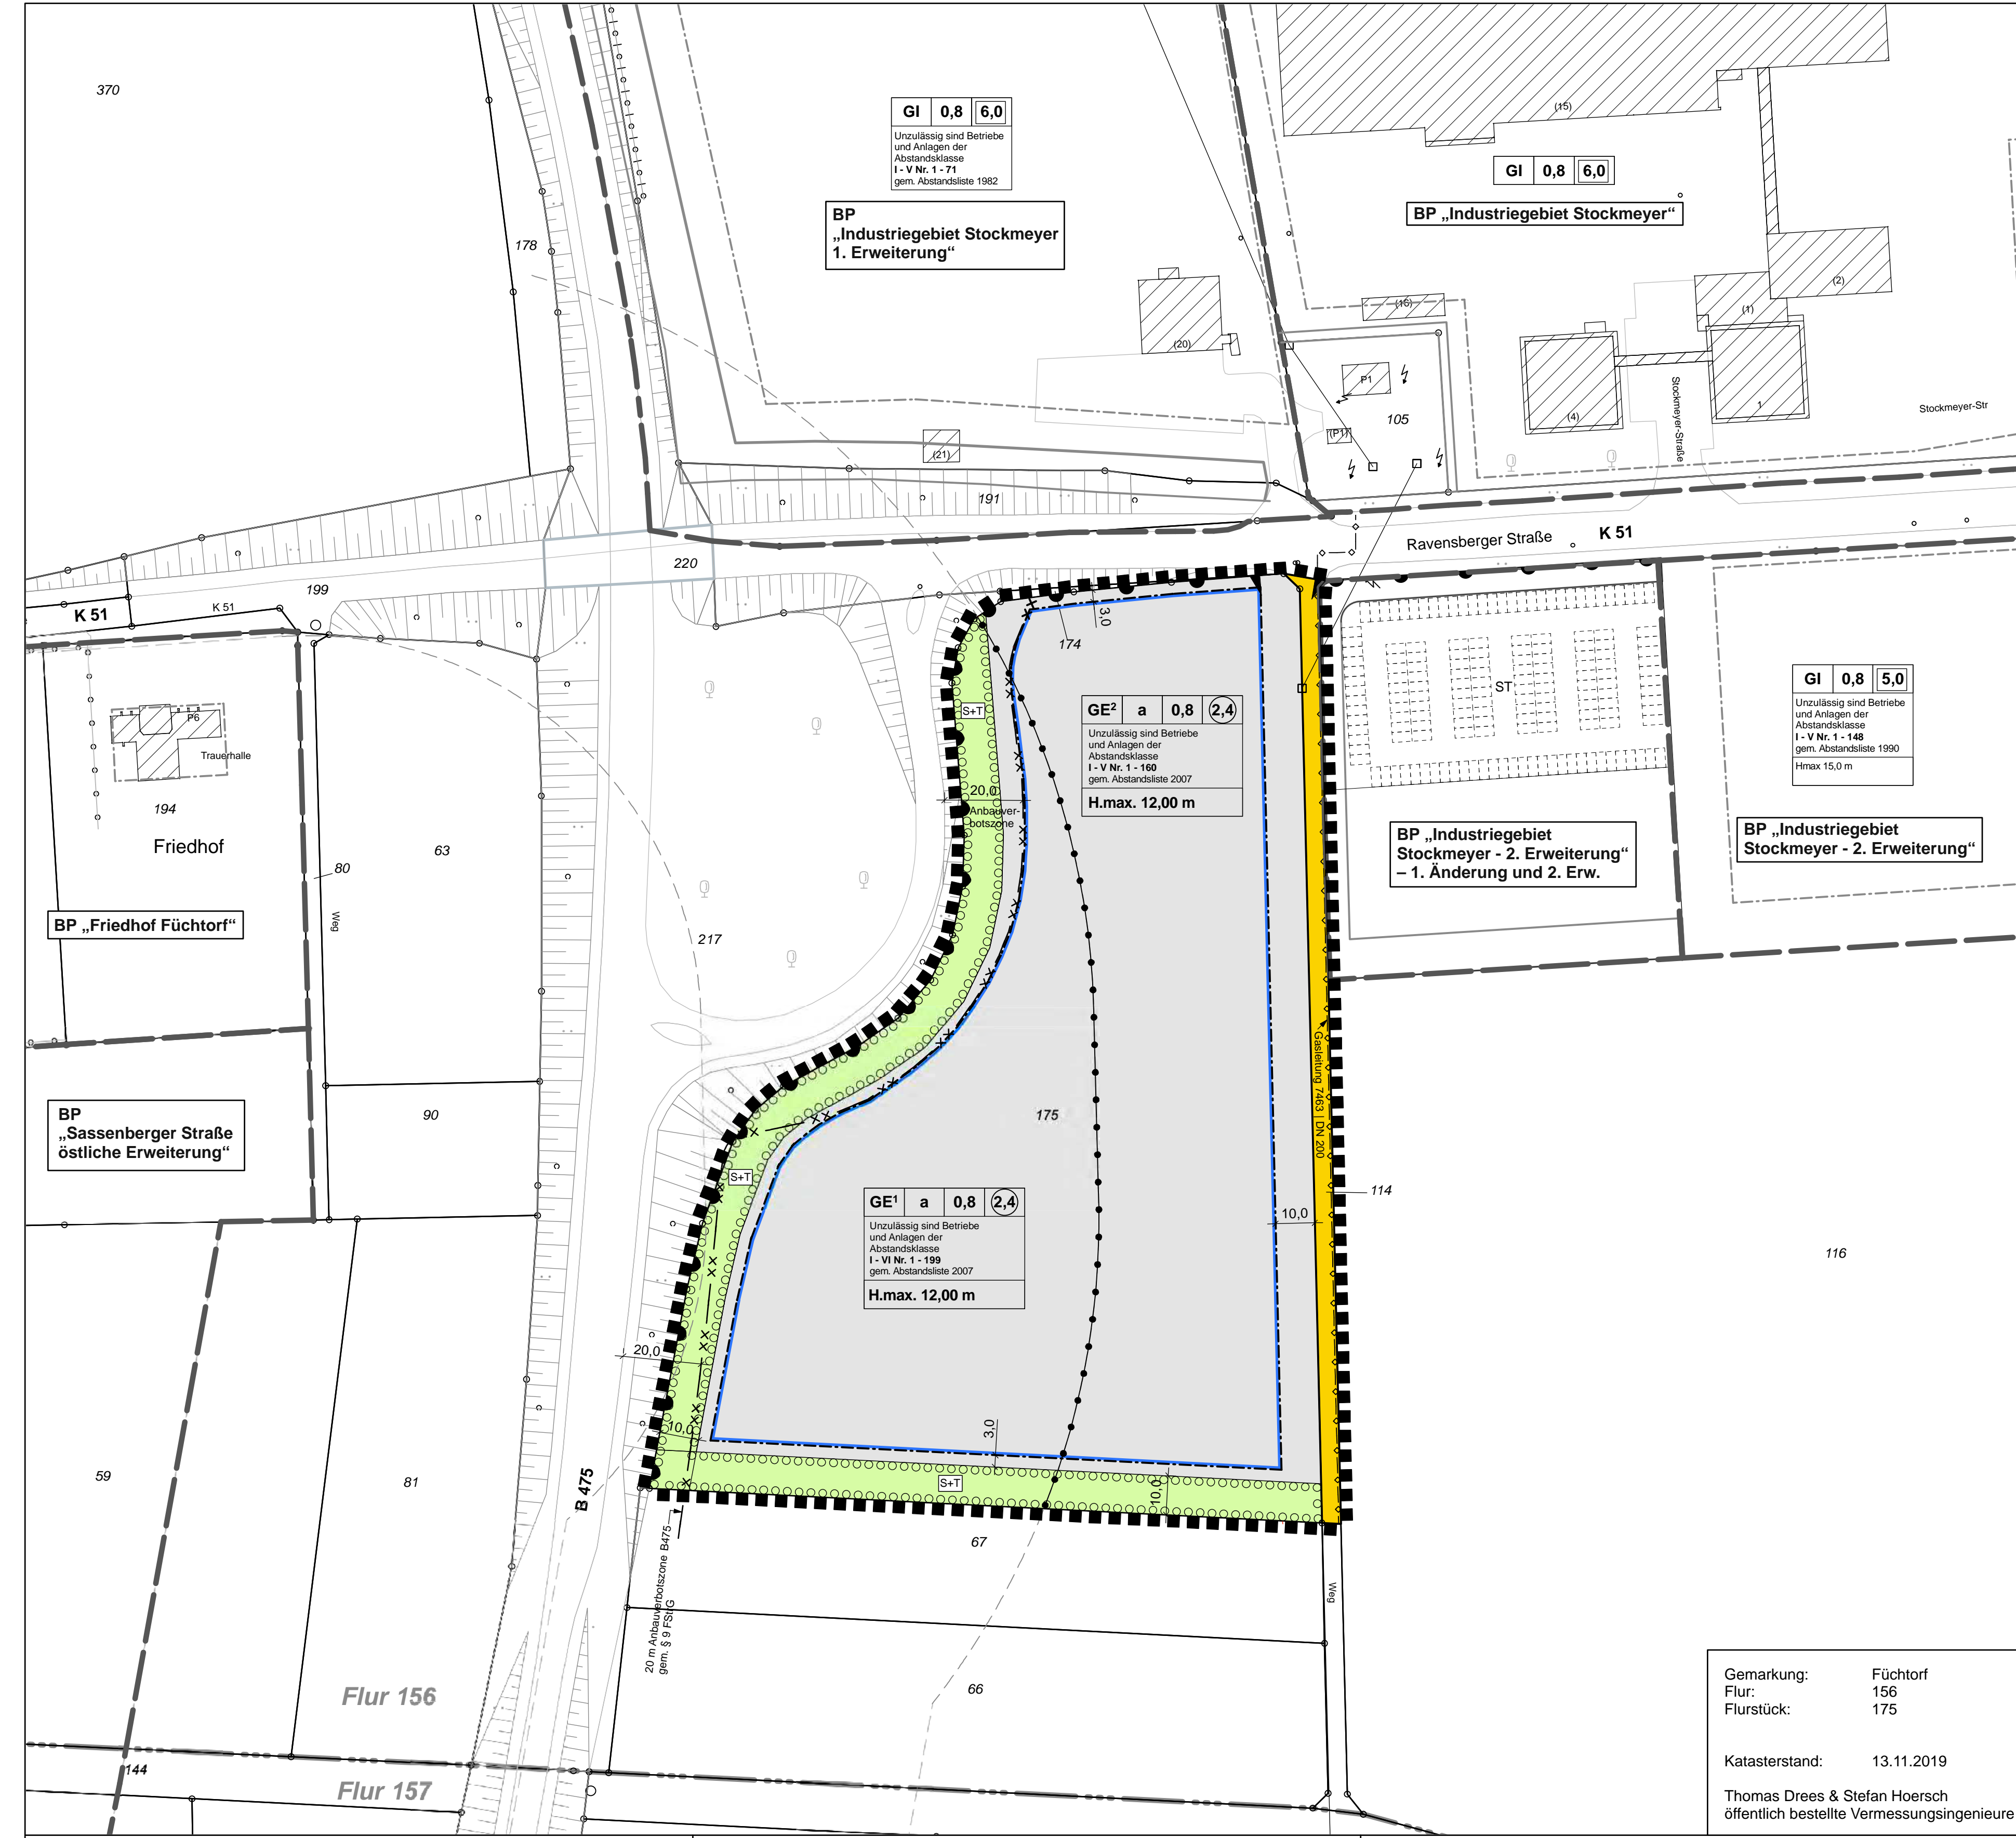 370
178
GI 0,8 6,0
Unzulässig sind Betriebe
und Anlagen der
Abstandsklasse
I - V Nr. 1 - 71
gem. Abstandsliste 1982
BP
„Industriegebiet Stockmeyer
1. Erweiterung“
(15)
GI 0,8 6,0
BP „Industriegebiet Stockmeyer“
(2)
(1)
(16)
(20)
P1
105
(P1)
(4)
1
Stockmeyer-Straße
Stockmeyer-Str
(21)
191
Ravensberger Straße
K 51
220
199
K 51
K 51
3,0
174
ST
S+T
GE² a 0,8 2,4
Unzulässig sind Betriebe
und Anlagen der
Abstandsklasse
I - V Nr. 1 - 160
gem. Abstandsliste 2007
H.max. 12,00 m
GI 0,8 5,0
Unzulässig sind Betriebe
und Anlagen der
Abstandsklasse
I - V Nr. 1 - 148
gem. Abstandsliste 1990
Hmax 15,0 m
P6
Trauerhalle
194
Friedhof
80
63
Weg
20,0
Anbauver-
botszone
BP „Industriegebiet
Stockmeyer - 2. Erweiterung“
– 1. Änderung und 2. Erw.
BP „Industriegebiet
Stockmeyer - 2. Erweiterung“
BP „Friedhof Füchtorf“
217
Gasleitung 7463 | DN 200
BP
„Sassenberger Straße
östliche Erweiterung“
90
175
S+T
114
10,0
116
GE¹ a 0,8 2,4
Unzulässig sind Betriebe
und Anlagen der
Abstandsklasse
I - VI Nr. 1 - 199
gem. Abstandsliste 2007
H.max. 12,00 m
20,0
10,0
3,0
59
81
B 475
S+T
10,0
67
20 m Anbauverbotszone B475
gem. § 9 FStrG
Weg
66
Flur 156
144
Flur 157
Gemarkung: Füchtorf
Flur: 156
Flurstück: 175
Katasterstand: 13.11.2019
Thomas Drees & Stefan Hoersch
öffentlich bestellte Vermessungsingenieure